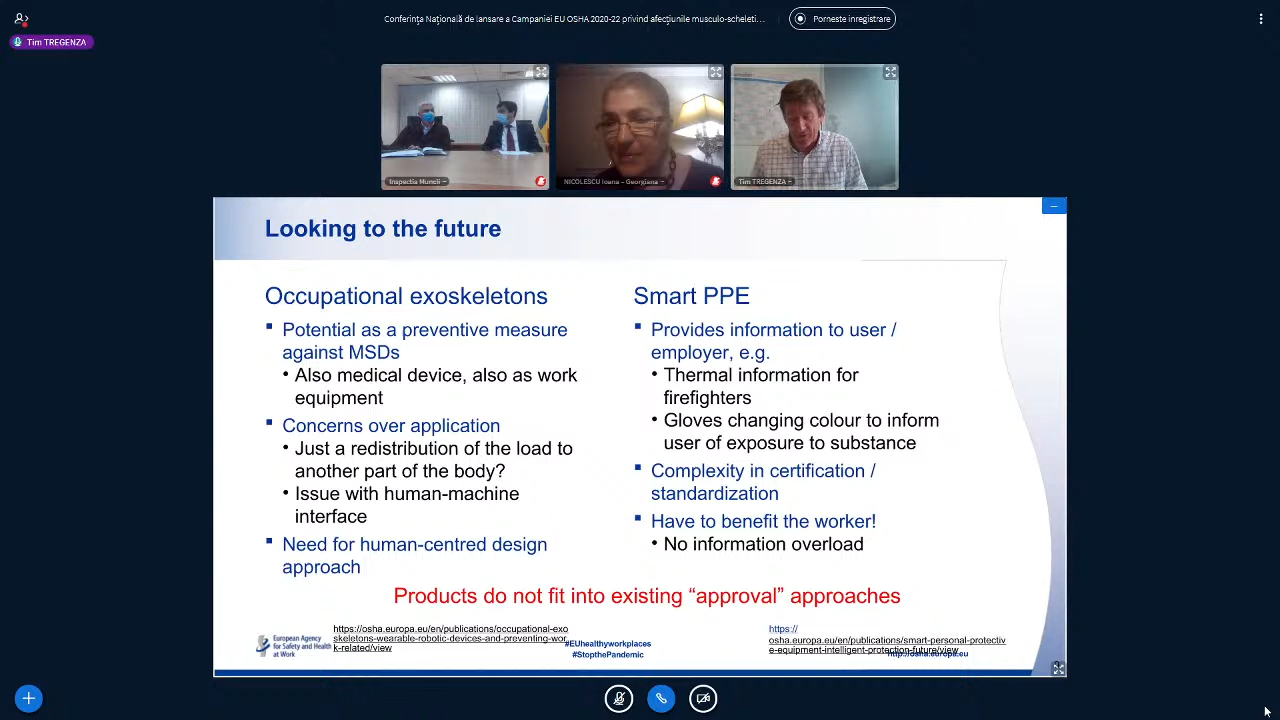 Conferința Națională de lansare a Campaniei EU OSHA 2020-22 privind afecțiunile musculo-scheleti...
Pornește inregistrare
Tim TREGENZA
Inspectia Muncii
NICOLESCU Ioana - Georgiana
Tim TREGENZA
Looking to the future
Occupational exoskeletons
▪ Potential as a preventive measure
against MSDs
• Also medical device, also as work
equipment
▪ Concerns over application
• Just a redistribution of the load to
another part of the body?
• Issue with human-machine
interface
▪ Need for human-centred design
approach
Smart PPE
▪ Provides information to user /
employer, e.g.
• Thermal information for
firefighters
• Gloves changing colour to inform
user of exposure to substance
▪ Complexity in certification /
standardization
▪ Have to benefit the worker!
• No information overload
Products do not fit into existing “approval” approaches
European Agency
for Safety and Health
at Work
https://osha.europa.eu/en/publications/occupational-exo
skeletons-wearable-robotic-devices-and-preventing-wor
k-related/view
#EUhealthyworkplaces
#StopthePandemic
https://
osha.europa.eu/en/publications/smart-personal-protectiv
e-equipment-intelligent-protection-future/view
http://osha.europa.eu